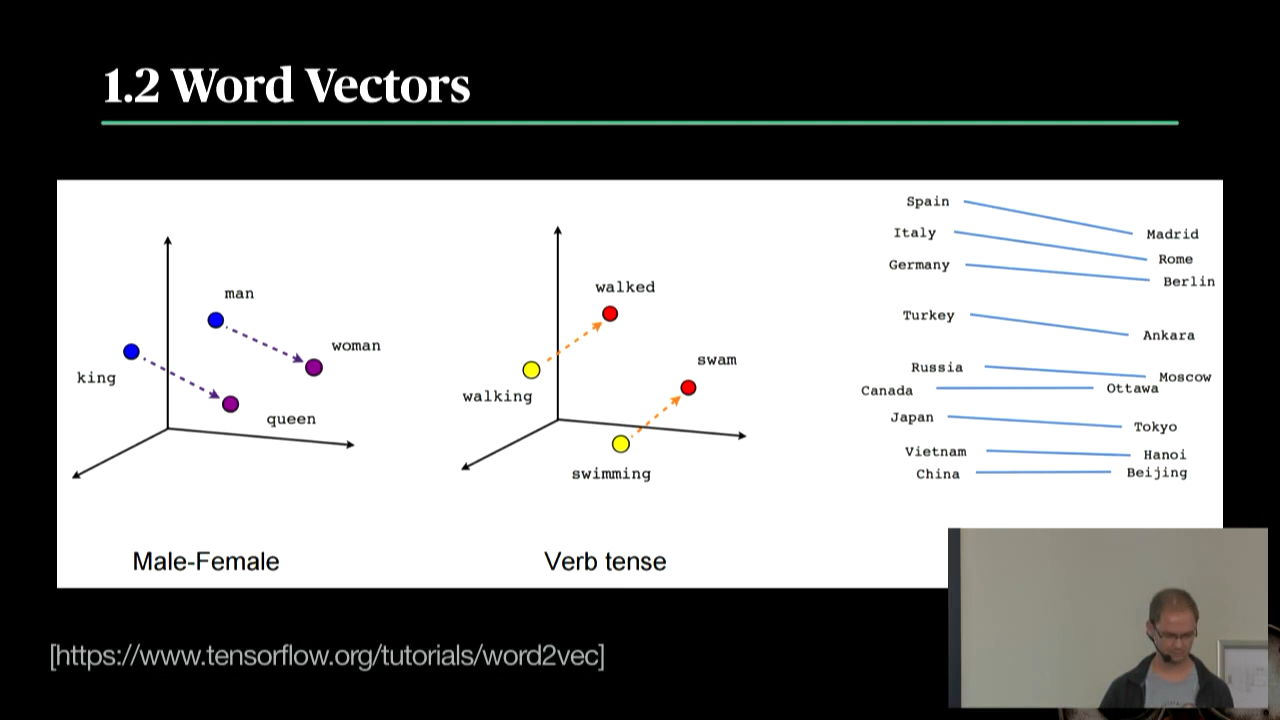 1.2 Word Vectors
man
woman
king
queen
Male-Female
walked
swam
walking
swimming
Verb tense
Spain Madrid
Italy Rome
Germany Berlin
Turkey Ankara
Russia Moscow
Canada Ottawa
Japan Tokyo
Vietnam Hanoi
China Beijing
[https://www.tensorflow.org/tutorials/word2vec]